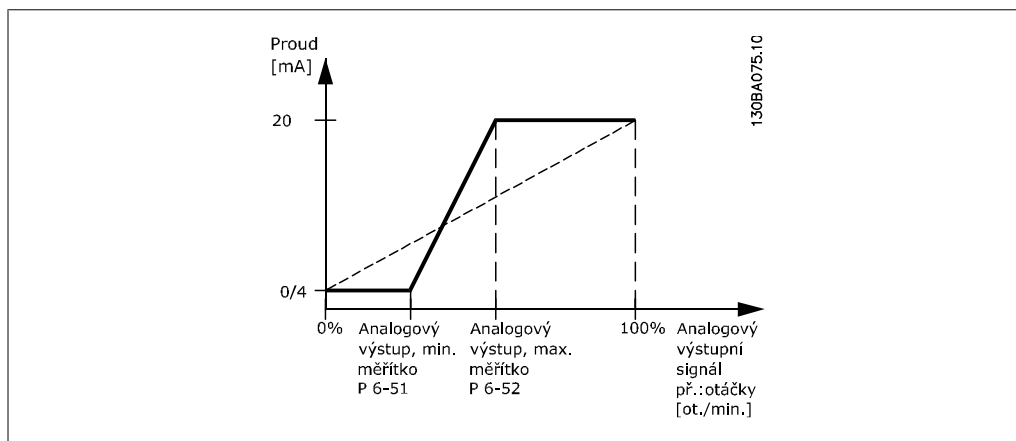 Proud
[mA]
130BA075.10
20
0/4
0%
Analogový
výstup, min.
měřítko
P 6-51
Analogový
výstup, max.
měřítko
P 6-52
100%
Analogový
výstupní
signál
př.:otáčky
[ot./min.]